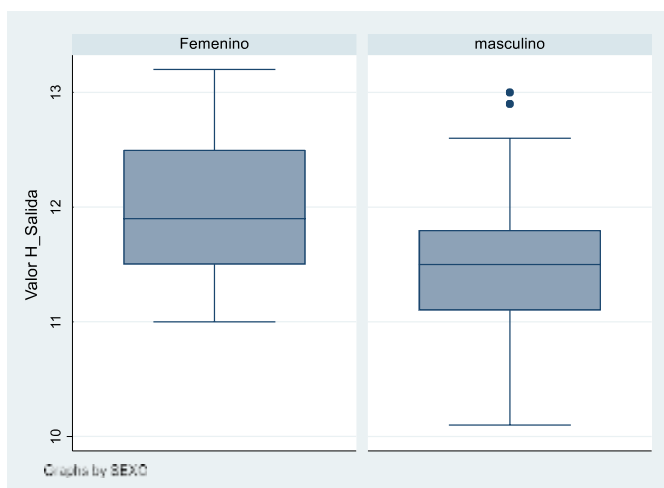 Femenino
masculino
Valor H_Salida
13
12
11
10
Graphs by SEXO